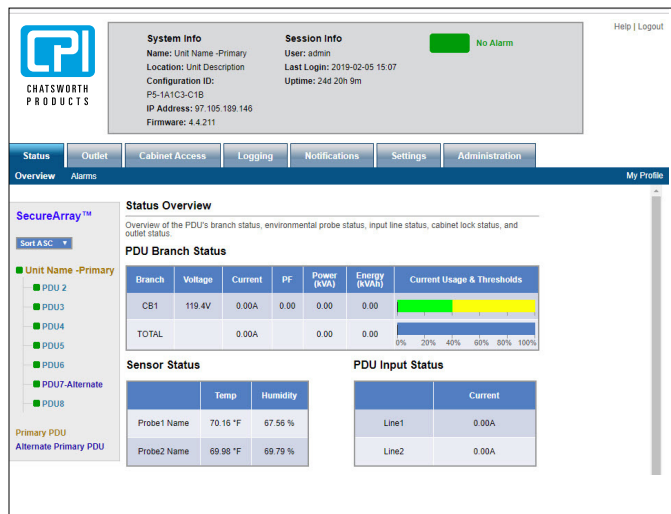 Help | Logout
CPI
CHATSWORTH
PRODUCTS
System Info
Name: Unit Name -Primary
Location: Unit Description
Configuration ID:
P5-1A1C3-C1B
IP Address: 97.105.189.146
Firmware: 4.4.211
Session Info
User: admin
Last Login: 2019-02-05 15:07
Uptime: 24d 20h 9m
No Alarm
Status Outlet Cabinet Access Logging Notifications Settings Administration
Overview Alarms My Profile
SecureArray™
Sort ASC ▼
Unit Name -Primary
PDU 2
PDU3
PDU4
PDU5
PDU6
PDU7-Alternate
PDU8
Primary PDU
Alternate Primary PDU
Status Overview
Overview of the PDU's branch status, environmental probe status, input line status, cabinet lock status, and
outlet status.
PDU Branch Status
Branch Voltage Current PF Power (kVA) Energy (kVAh) Current Usage & Thresholds
CB1 119.4V 0.00A 0.00 0.00 0.00
TOTAL 0.00A 0.00 0.00
0% 20% 40% 60% 80% 100%
Sensor Status
Temp Humidity
Probe1 Name 70.16 °F 67.56 %
Probe2 Name 69.98 °F 69.79 %
PDU Input Status
Current
Line1 0.00A
Line2 0.00A